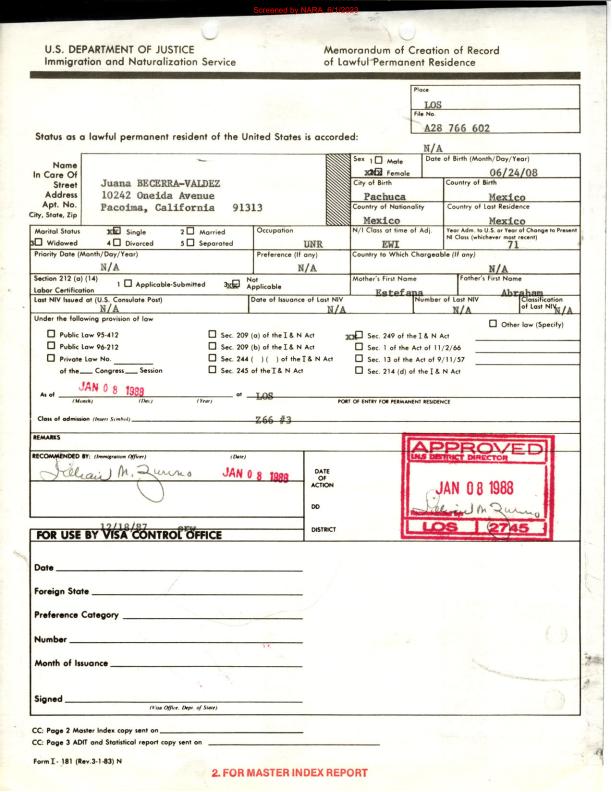 Screened by NARA, 6/1/2023
U.S. DEPARTMENT OF JUSTICE
Immigration and Naturalization Service
Memorandum of Creation of Record
of Lawful Permanent Residence
Place
LOS
File No.
A28 766 602
Status as a lawful permanent resident of the United States is accorded:
N/A
Name
In Care Of
Street
Address
Apt. No.
City, State, Zip
Juana BECERRA-VALDEZ
10242 Oneida Avenue
Pacoima, California 91313
Sex 1 Male
Female
Date of Birth (Month/Day/Year)
06/24/08
City of Birth
Pachuca
Country of Birth
Mexico
Country of Nationality
Mexico
Country of Last Residence
Mexico
Marital Status
Single
2 Married
3 Widowed
4 Divorced
5 Separated
Occupation
UNR
N/I Class at time of Adj.
EWI
Year Adm. to U.S. or Year of Change to Present
NI Class (whichever most recent)
71
Priority Date (Month/Day/Year)
N/A
Preference (If any)
N/A
Country to Which Chargeable (If any)
N/A
Section 212 (a) (14)
Labor Certification
1 Applicable-Submitted
3 Not
Applicable
Mother's First Name
Estefana
Father's First Name
Abraham
Last NIV Issued at (U.S. Consulate Post)
N/A
Date of Issuance of Last NIV
N/A
Number of Last NIV
N/A
Classification
of Last NIV
N/A
Under the following provision of law
Other law (Specify)
Public Law 95-412
Sec. 209 (a) of the I & N Act
Sec. 249 of the I & N Act
Public Law 96-212
Sec. 209 (b) of the I & N Act
Sec. 1 of the Act of 11/2/66
Private Law No.
Sec. 244 ( ) ( ) of the I & N Act
Sec. 13 of the Act of 9/11/57
of the Congress, Session
Sec. 245 of the I & N Act
Sec. 214 (d) of the I & N Act
As of
JAN 08 1988
at LOS
(Month) (Day) (Year)
PORT OF ENTRY FOR PERMANENT RESIDENCE
Class of admission (Insert Symbol)
Z66 #3
REMARKS
RECOMMENDED BY: (Immigration Officer) (Date)
JAN 08 1988
DATE
OF
ACTION
DD
DISTRICT
APPROVED
INS DISTRICT DIRECTOR
JAN 08 1988
LOS 2745
12/18/87
FOR USE BY VISA CONTROL OFFICE
Date
Foreign State
Preference Category
Number
Month of Issuance
Signed
(Visa Office, Dept. of State)
CC: Page 2 Master Index copy sent on
CC: Page 3 ADIT and Statistical report copy sent on
Form I-181 (Rev.3-1-83) N
2. FOR MASTER INDEX REPORT